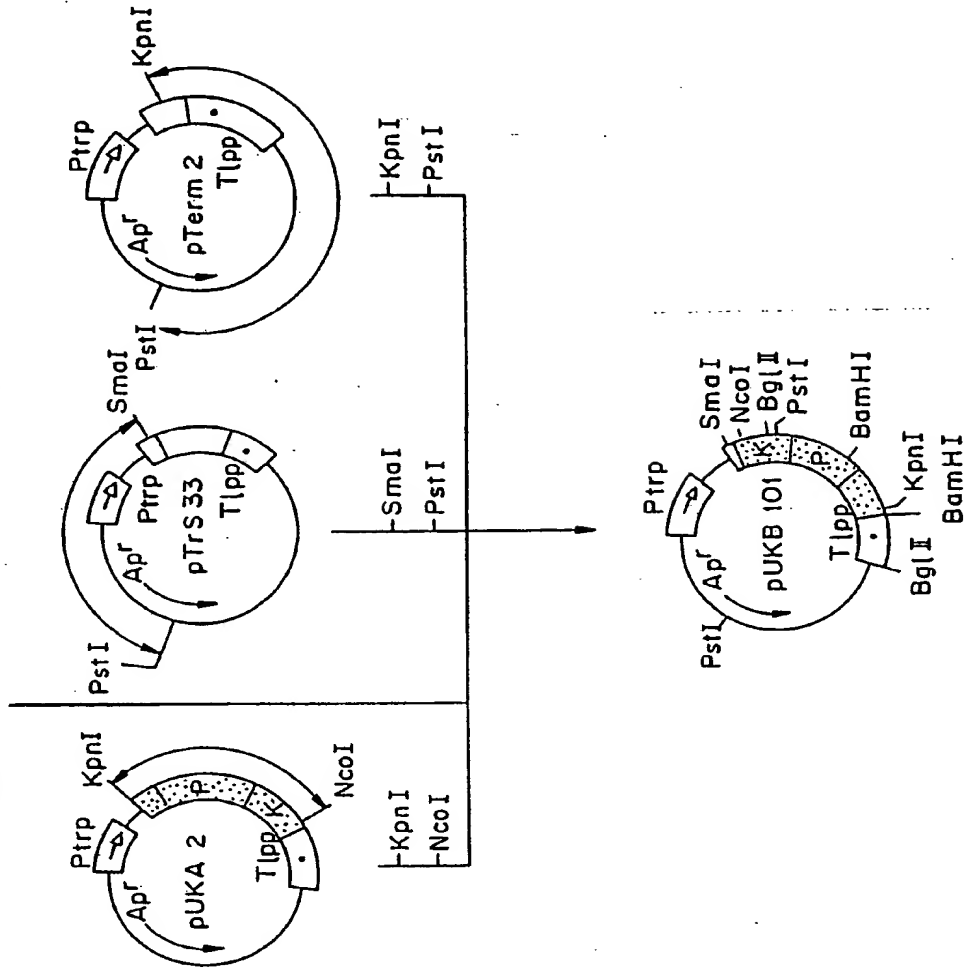 Ptrp
KpnI
Apr
pUKA 2
P
K
Tlpp
NcoI
KpnI
NcoI
PstI
SmaI
Apr
Ptrp
pTrS 33
Tlpp
SmaI
PstI
Ptrp
KpnI
Apr
pTerm 2
Tlpp
PstI
KpnI
PstI
Ptrp
SmaI
NcoI
BglII
PstI
PstI
Apr
K
pUKB 101
P
BamHI
Tlpp
KpnI
BamHI
BglII